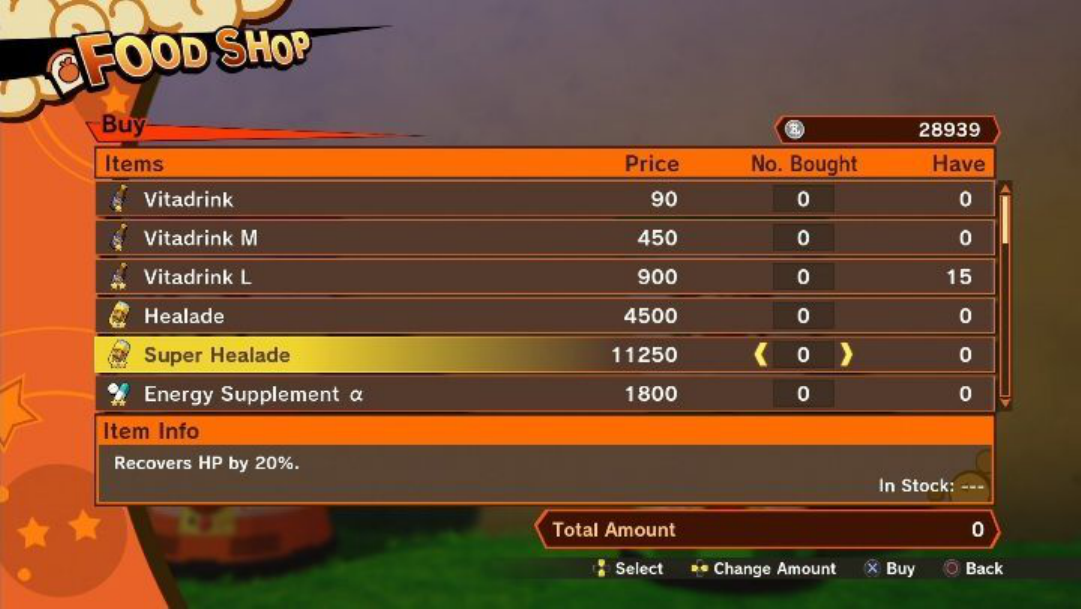 FOOD SHOP
Buy
28939
Items Price No. Bought Have
Vitadrink 90 0 0
Vitadrink M 450 0 0
Vitadrink L 900 0 15
Healade 4500 0 0
Super Healade 11250 0 0
Energy Supplement α 1800 0 0
Item Info
Recovers HP by 20%.
In Stock: ---
Total Amount 0
Select Change Amount Buy Back